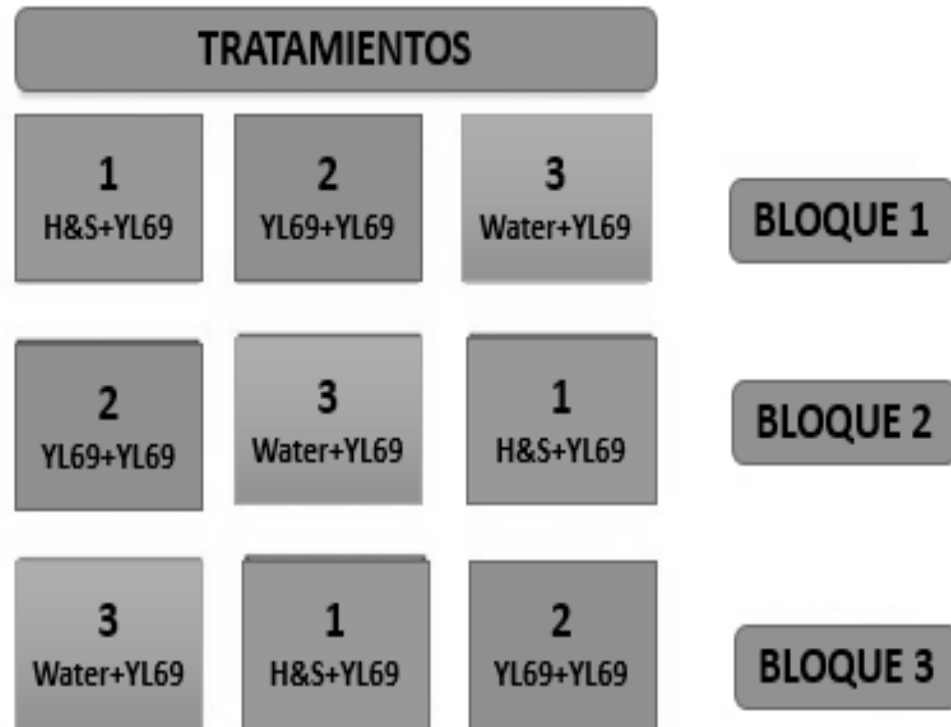 TRATAMIENTOS
1
H&S+YL69
2
YL69+YL69
3
Water+YL69
BLOQUE 1
2
YL69+YL69
3
Water+YL69
1
H&S+YL69
BLOQUE 2
3
Water+YL69
1
H&S+YL69
2
YL69+YL69
BLOQUE 3